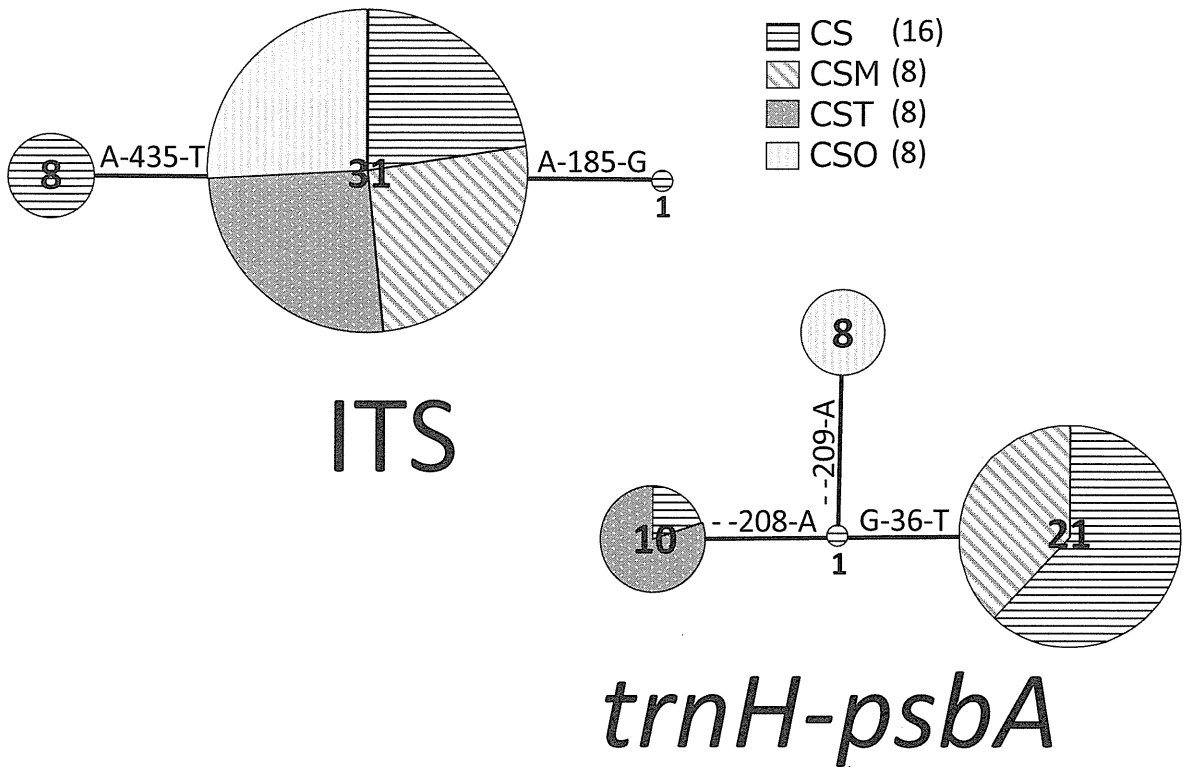 CS (16)
CSM (8)
CST (8)
CSO (8)
8
A-435-T
31
A-185-G
1
ITS
8
- -209-A
10
- -208-A
1
G-36-T
21
trnH-psbA